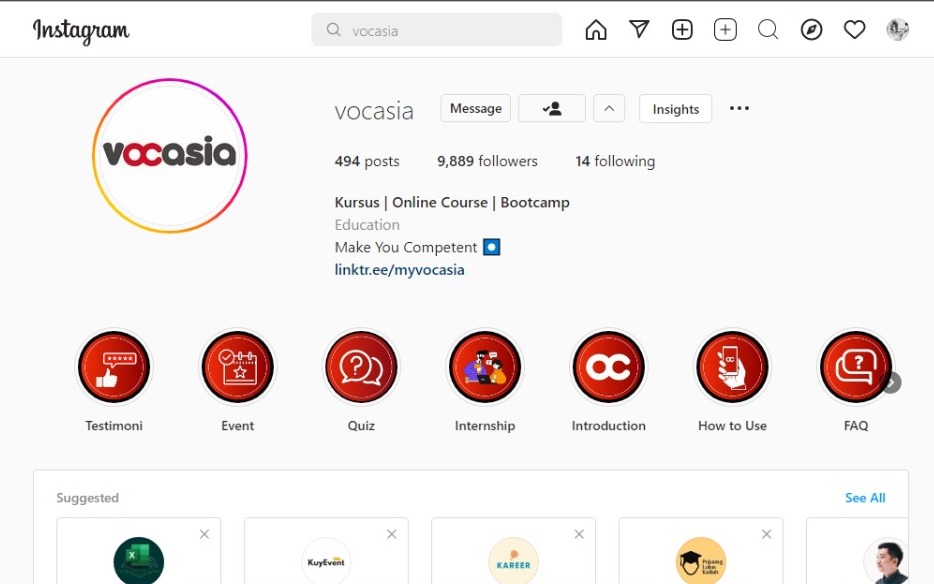 Instagram
vocasia
vocasia
vocasia Message Insights
494 posts 9,889 followers 14 following
Kursus | Online Course | Bootcamp
Education
Make You Competent
linktr.ee/myvocasia
Testimoni Event Quiz Internship Introduction How to Use FAQ
Suggested See All
KuyEvent
KAREER
Pejuang
Lulus
Kuliah